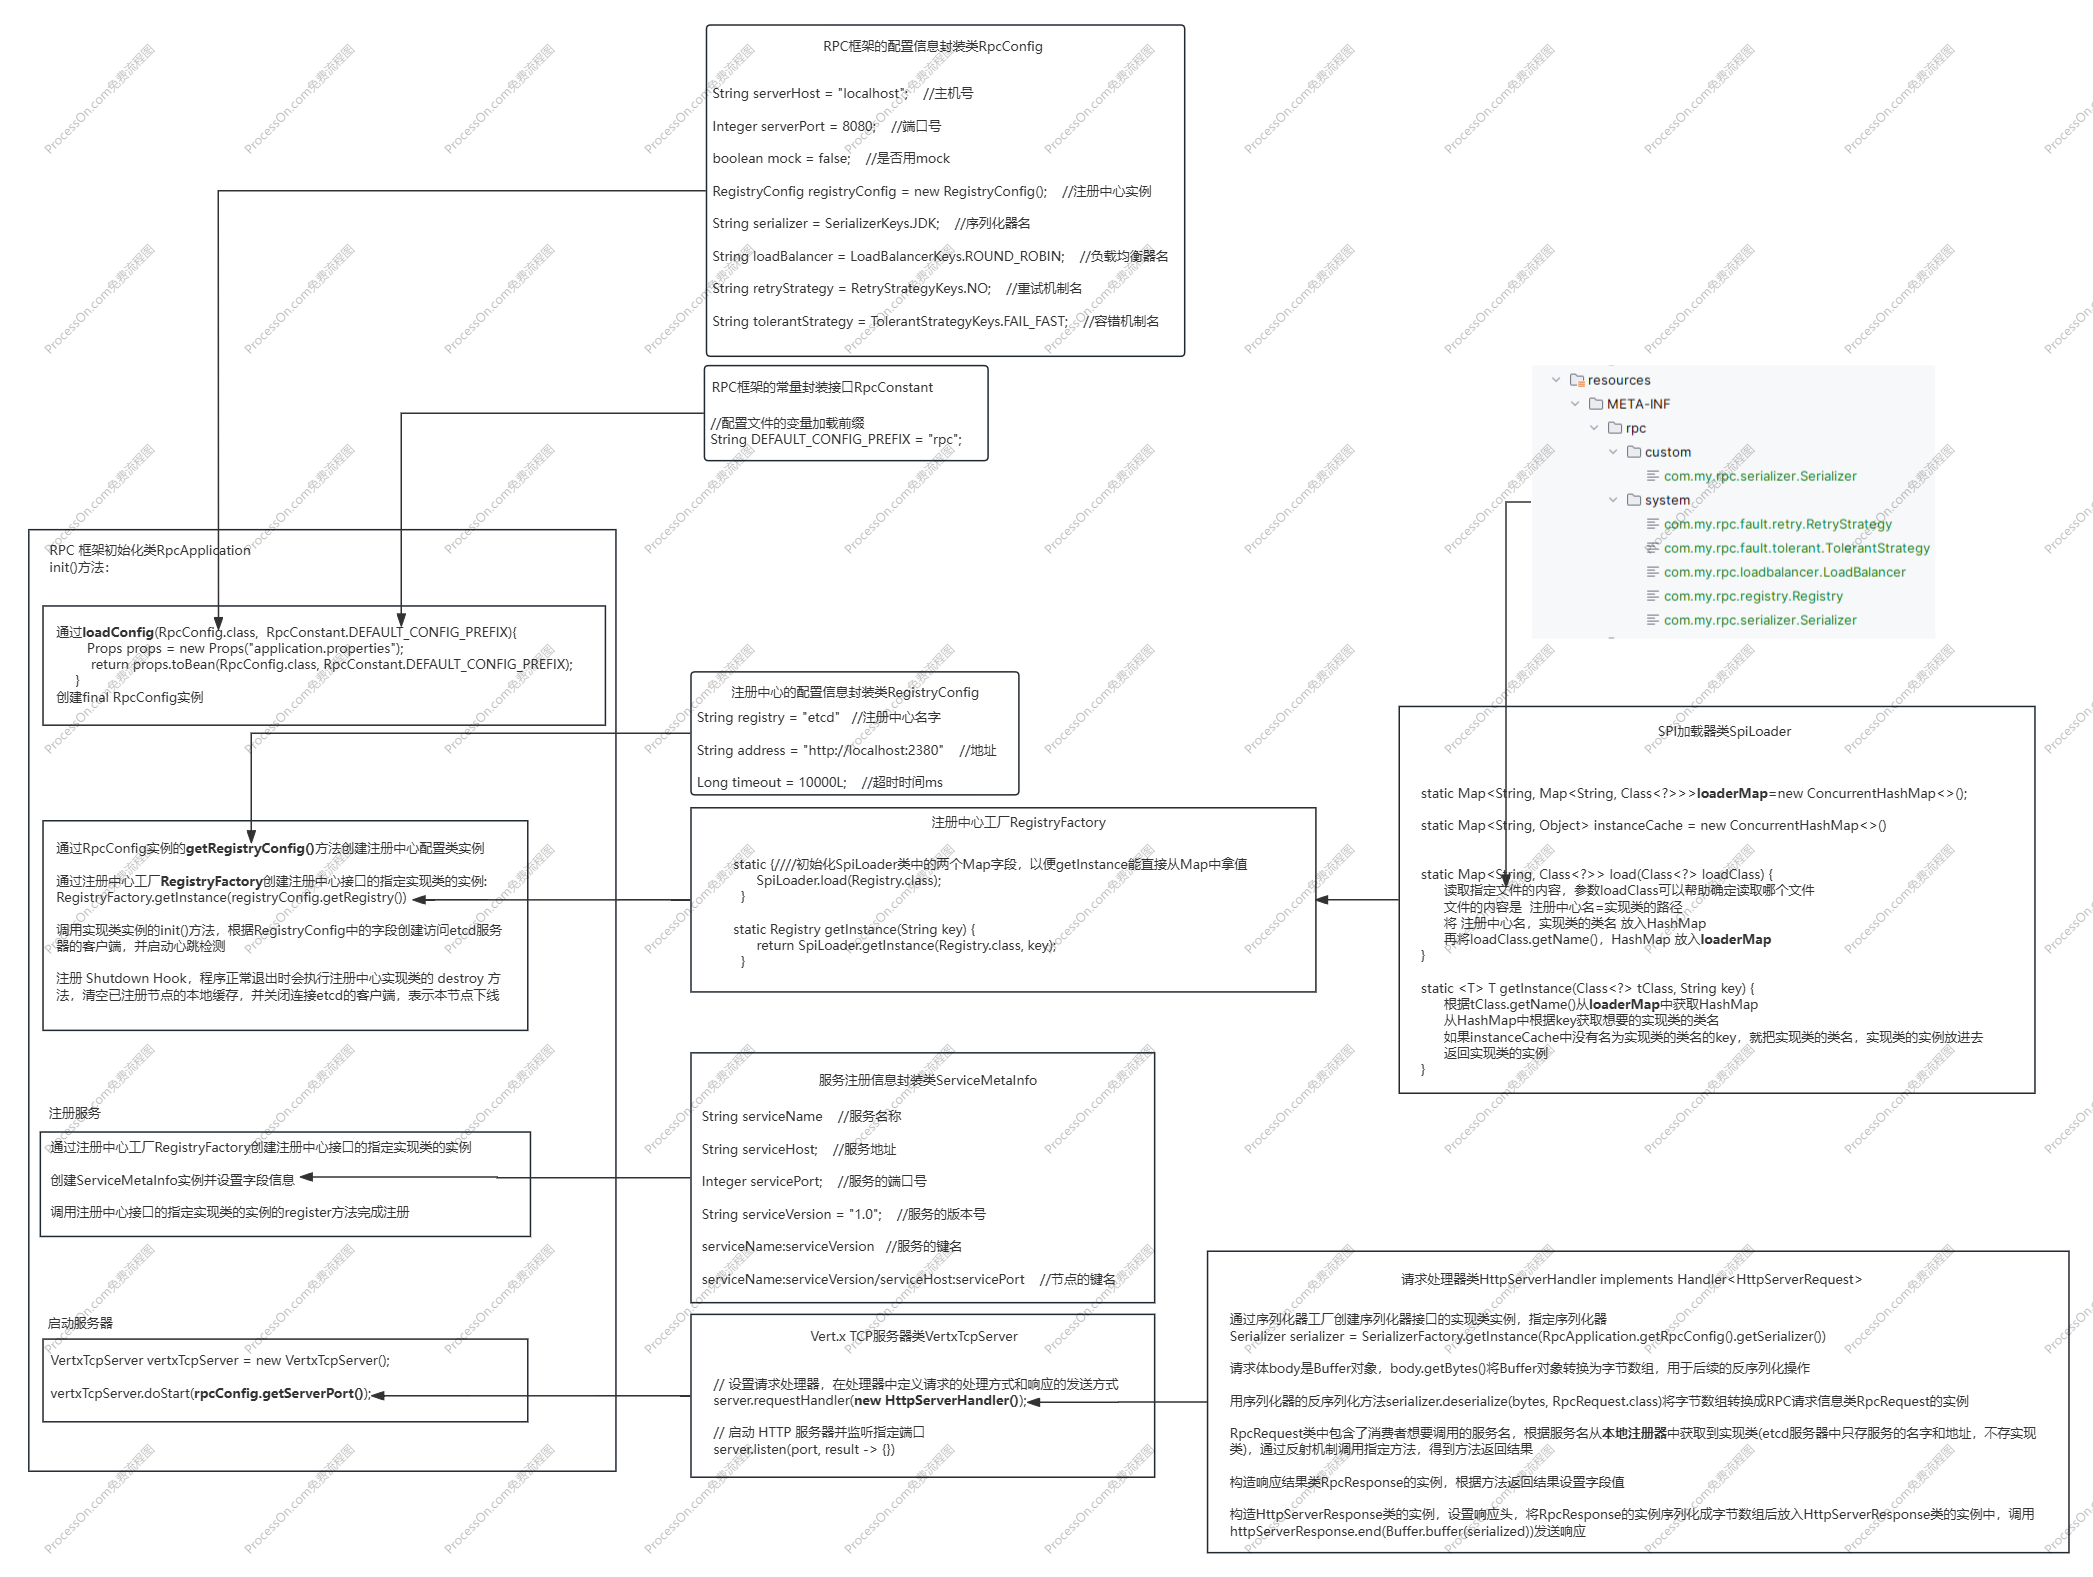 RPC框架的配置信息封装类RpcConfig
String serverHost = "localhost"; //主机号
Integer serverPort = 8080; //端口号
boolean mock = false; //是否用mock
RegistryConfig registryConfig = new RegistryConfig(); //注册中心实例
String serializer = SerializerKeys.JDK; //序列化器名
String loadBalancer = LoadBalancerKeys.ROUND_ROBIN; //负载均衡器名
String retryStrategy = RetryStrategyKeys.NO; //重试机制名
String tolerantStrategy = TolerantStrategyKeys.FAIL_FAST; //容错机制名
RPC框架的常量封装接口RpcConstant
//配置文件的变量加载前缀
String DEFAULT_CONFIG_PREFIX = "rpc";
resources
META-INF
rpc
custom
com.my.rpc.serializer.Serializer
system
com.my.rpc.fault.retry.RetryStrategy
com.my.rpc.fault.tolerant.TolerantStrategy
com.my.rpc.loadbalancer.LoadBalancer
com.my.rpc.registry.Registry
com.my.rpc.serializer.Serializer
RPC 框架初始化类RpcApplication
init()方法：
通过loadConfig(RpcConfig.class, RpcConstant.DEFAULT_CONFIG_PREFIX){
Props props = new Props("application.properties");
return props.toBean(RpcConfig.class, RpcConstant.DEFAULT_CONFIG_PREFIX);
}
创建final RpcConfig实例
注册中心的配置信息封装类RegistryConfig
String registry = "etcd" //注册中心名字
String address = "http://localhost:2380" //地址
Long timeout = 10000L; //超时时间ms
通过RpcConfig实例的getRegistryConfig()方法创建注册中心配置类实例
通过注册中心工厂RegistryFactory创建注册中心接口的指定实现类的实例:
RegistryFactory.getInstance(registryConfig.getRegistry())
调用实现类实例的init()方法，根据RegistryConfig中的字段创建访问etcd服务
器的客户端，并启动心跳检测
注册 Shutdown Hook，程序正常退出时会执行注册中心实现类的 destroy 方
法，清空已注册节点的本地缓存，并关闭连接etcd的客户端，表示本节点下线
注册中心工厂RegistryFactory
static {////初始化SpiLoader类中的两个Map字段，以便getInstance能直接从Map中拿值
SpiLoader.load(Registry.class);
}
static Registry getInstance(String key) {
return SpiLoader.getInstance(Registry.class, key);
}
SPI加载器类SpiLoader
static Map<String, Map<String, Class<?>>>loaderMap=new ConcurrentHashMap<>();
static Map<String, Object> instanceCache = new ConcurrentHashMap<>()
static Map<String, Class<?>> load(Class<?> loadClass) {
读取指定文件的内容，参数loadClass可以帮助确定读取哪个文件
文件的内容是 注册中心名=实现类的路径
将 注册中心名，实现类的类名 放入HashMap
再将loadClass.getName()，HashMap 放入loaderMap
}
static <T> T getInstance(Class<?> tClass, String key) {
根据tClass.getName()从loaderMap中获取HashMap
从HashMap中根据key获取想要的实现类的类名
如果instanceCache中没有名为实现类的类名的key，就把实现类的类名，实现类的实例放进去
返回实现类的实例
}
注册服务
通过注册中心工厂RegistryFactory创建注册中心接口的指定实现类的实例
创建ServiceMetaInfo实例并设置字段信息
调用注册中心接口的指定实现类的实例的register方法完成注册
服务注册信息封装类ServiceMetaInfo
String serviceName //服务名称
String serviceHost; //服务地址
Integer servicePort; //服务的端口号
String serviceVersion = "1.0"; //服务的版本号
serviceName:serviceVersion //服务的键名
serviceName:serviceVersion/serviceHost:servicePort //节点的键名
启动服务器
VertxTcpServer vertxTcpServer = new VertxTcpServer();
vertxTcpServer.doStart(rpcConfig.getServerPort());
Vert.x TCP服务器类VertxTcpServer
// 设置请求处理器，在处理器中定义请求的处理方式和响应的发送方式
server.requestHandler(new HttpServerHandler());
// 启动 HTTP 服务器并监听指定端口
server.listen(port, result -> {})
请求处理器类HttpServerHandler implements Handler<HttpServerRequest>
通过序列化器工厂创建序列化器接口的实现类实例，指定序列化器
Serializer serializer = SerializerFactory.getInstance(RpcApplication.getRpcConfig().getSerializer())
请求体body是Buffer对象，body.getBytes()将Buffer对象转换为字节数组，用于后续的反序列化操作
用序列化器的反序列化方法serializer.deserialize(bytes, RpcRequest.class)将字节数组转换成RPC请求信息类RpcRequest的实例
RpcRequest类中包含了消费者想要调用的服务名，根据服务名从本地注册器中获取到实现类(etcd服务器中只存服务的名字和地址，不存实现
类)，通过反射机制调用指定方法，得到方法返回结果
构造响应结果类RpcResponse的实例，根据方法返回结果设置字段值
构造HttpServerResponse类的实例，设置响应头，将RpcResponse的实例序列化成字节数组后放入HttpServerResponse类的实例中，调用
httpServerResponse.end(Buffer.buffer(serialized))发送响应